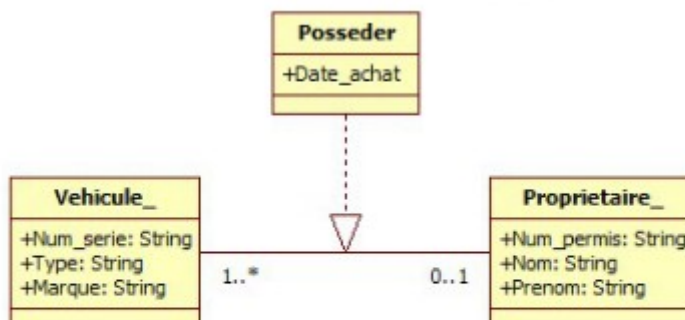 Posseder
+Date_achat
Vehicule_
+Num_serie: String
+Type: String
+Marque: String
1..*
0..1
Proprietaire_
+Num_permis: String
+Nom: String
+Prenom: String